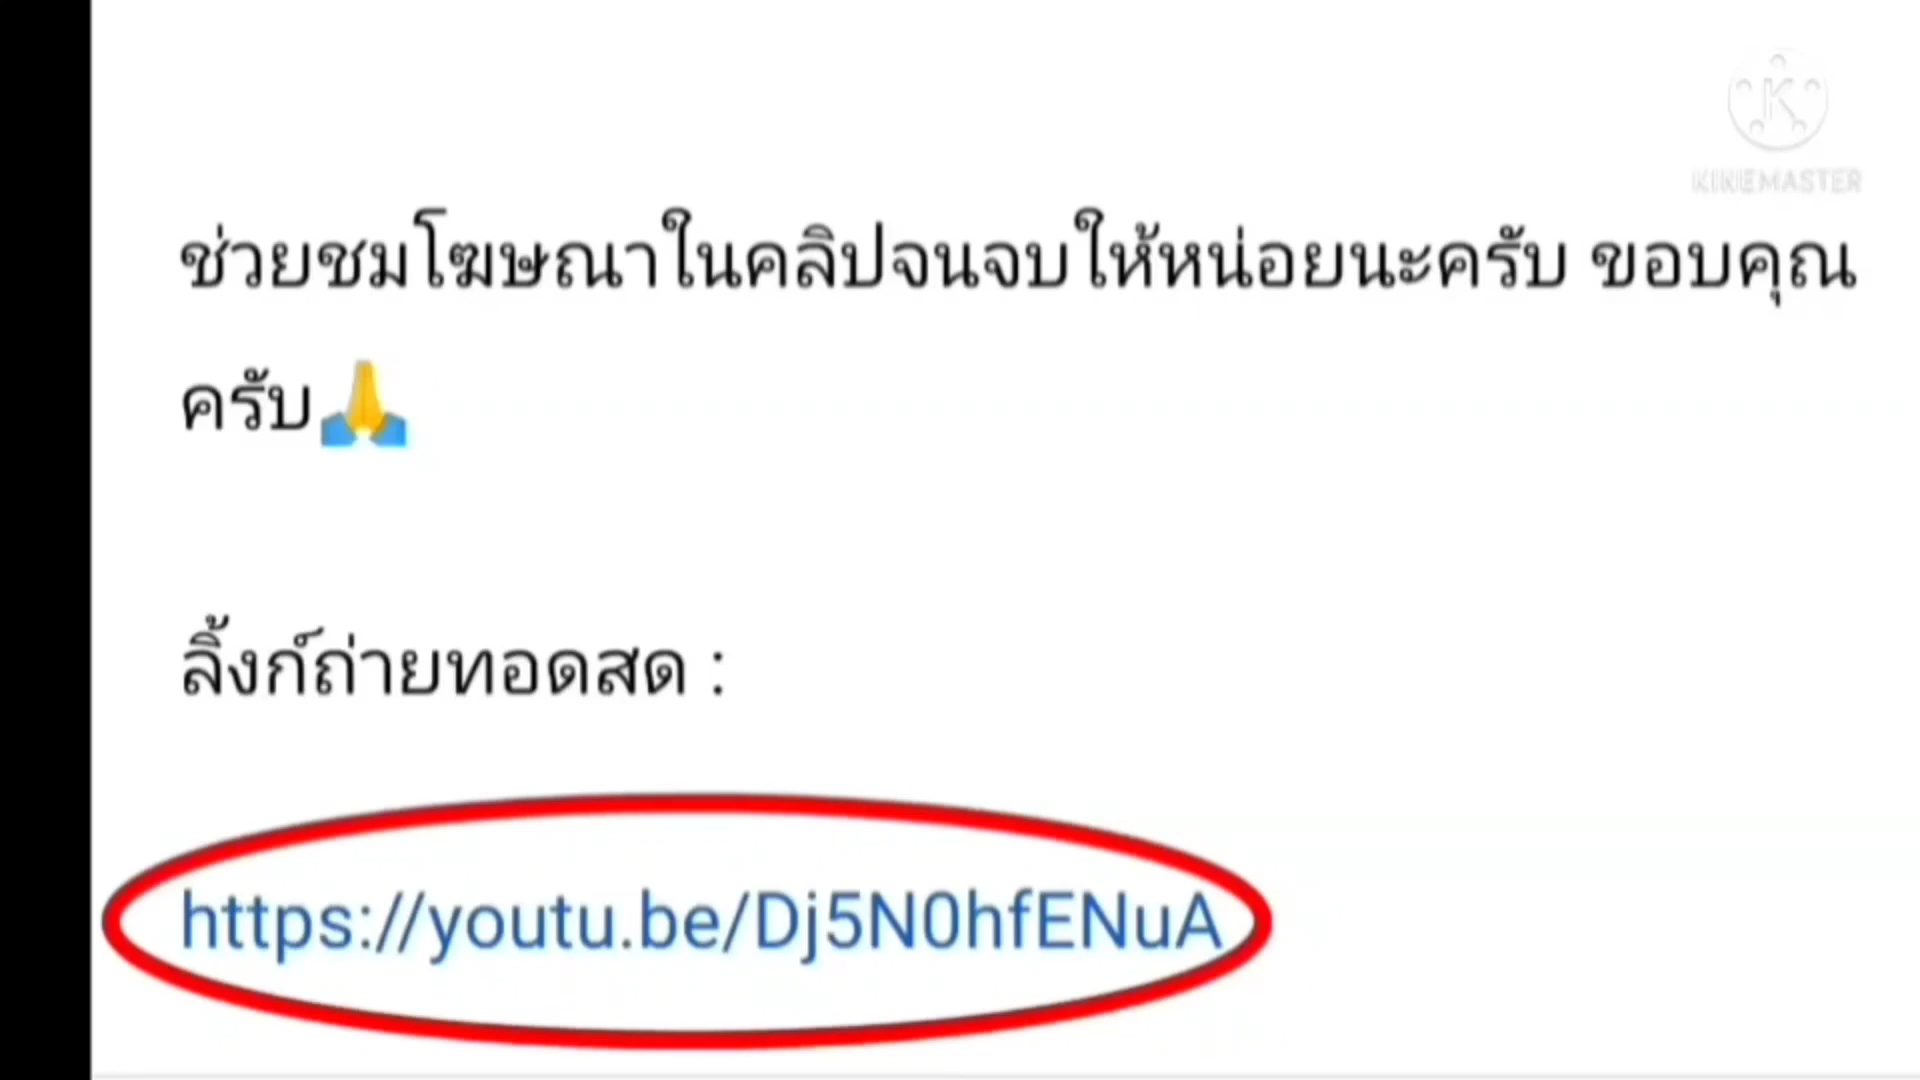 K
KINEMASTER
ช่วยชมโฆษณาในคลิปจนจบให้หน่อยนะครับ ขอบคุณ
ครับ🙏
ลิ้งก์ถ่ายทอดสด :
https://youtu.be/Dj5N0hfENuA